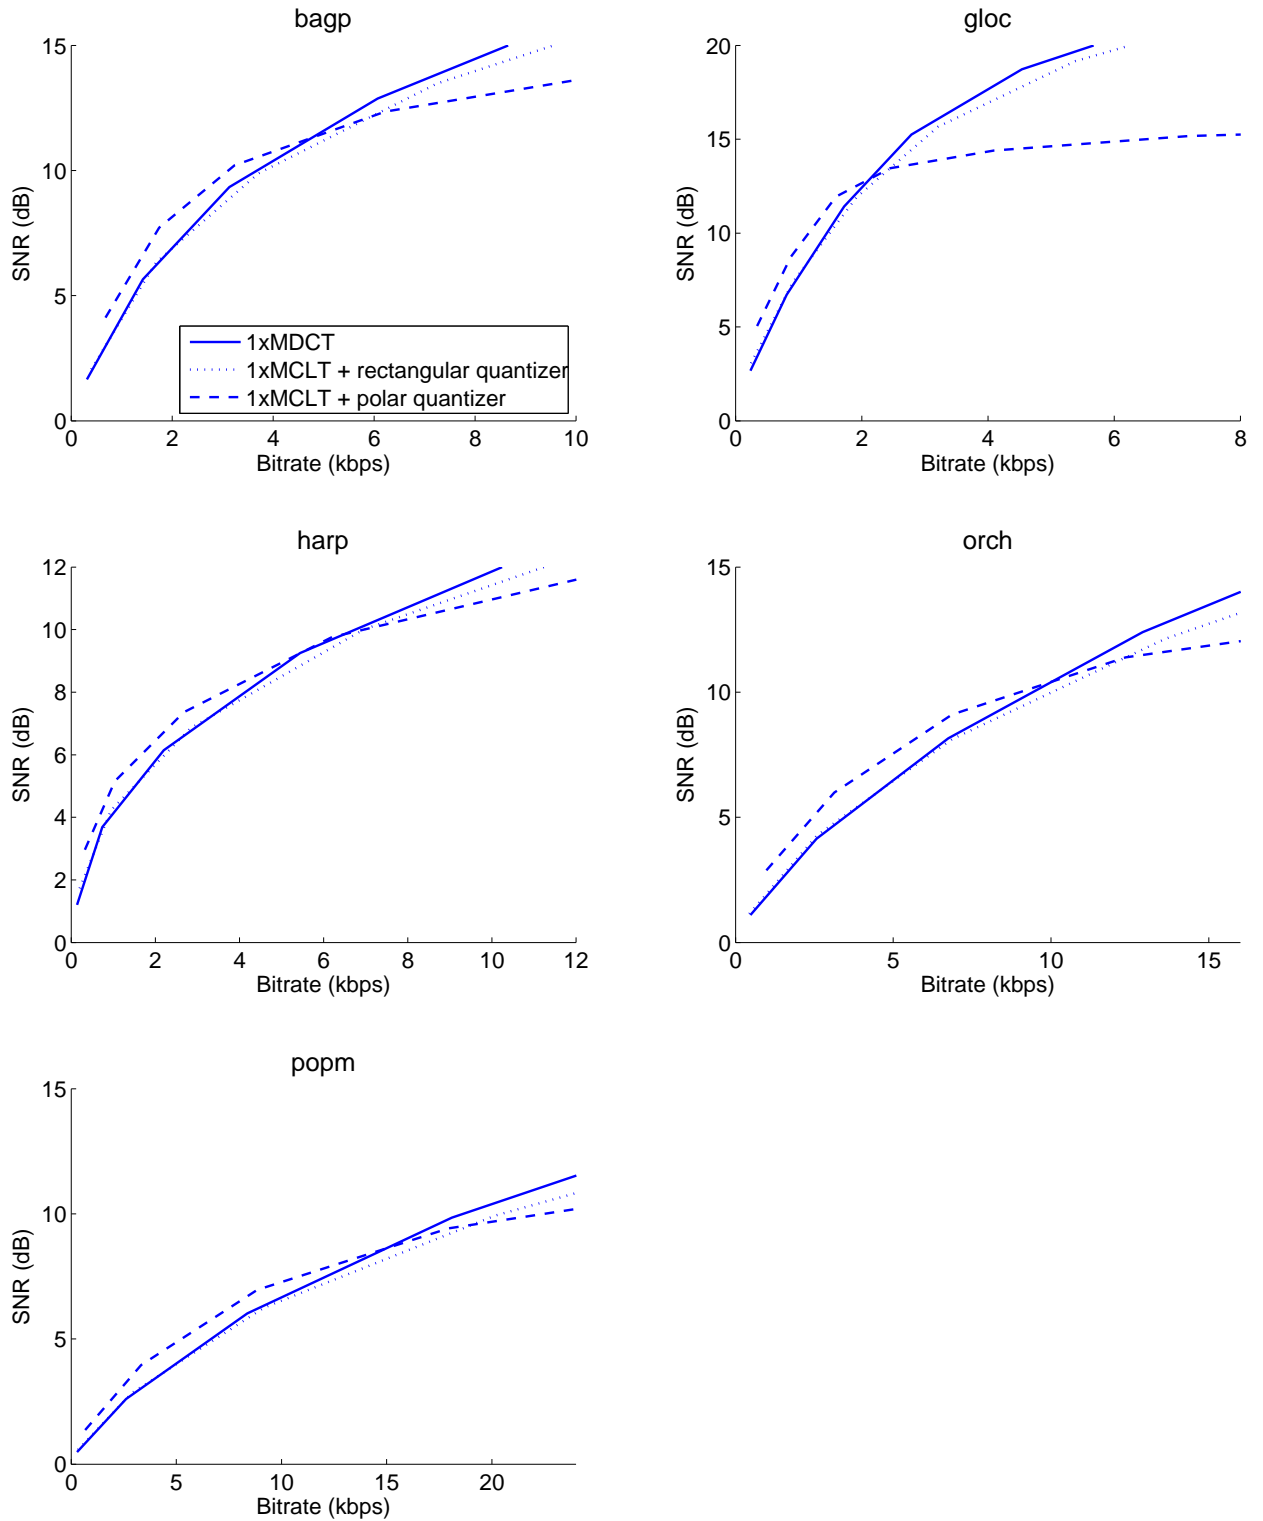 bagp
SNR (dB)
15
10
5
0
1xMDCT
1xMCLT + rectangular quantizer
1xMCLT + polar quantizer
0 2 4 6 8 10
Bitrate (kbps)
gloc
SNR (dB)
20
15
10
5
0
0 2 4 6 8
Bitrate (kbps)
harp
SNR (dB)
12
10
8
6
4
2
0
0 2 4 6 8 10 12
Bitrate (kbps)
orch
SNR (dB)
15
10
5
0
0 5 10 15
Bitrate (kbps)
popm
SNR (dB)
15
10
5
0
0 5 10 15 20
Bitrate (kbps)